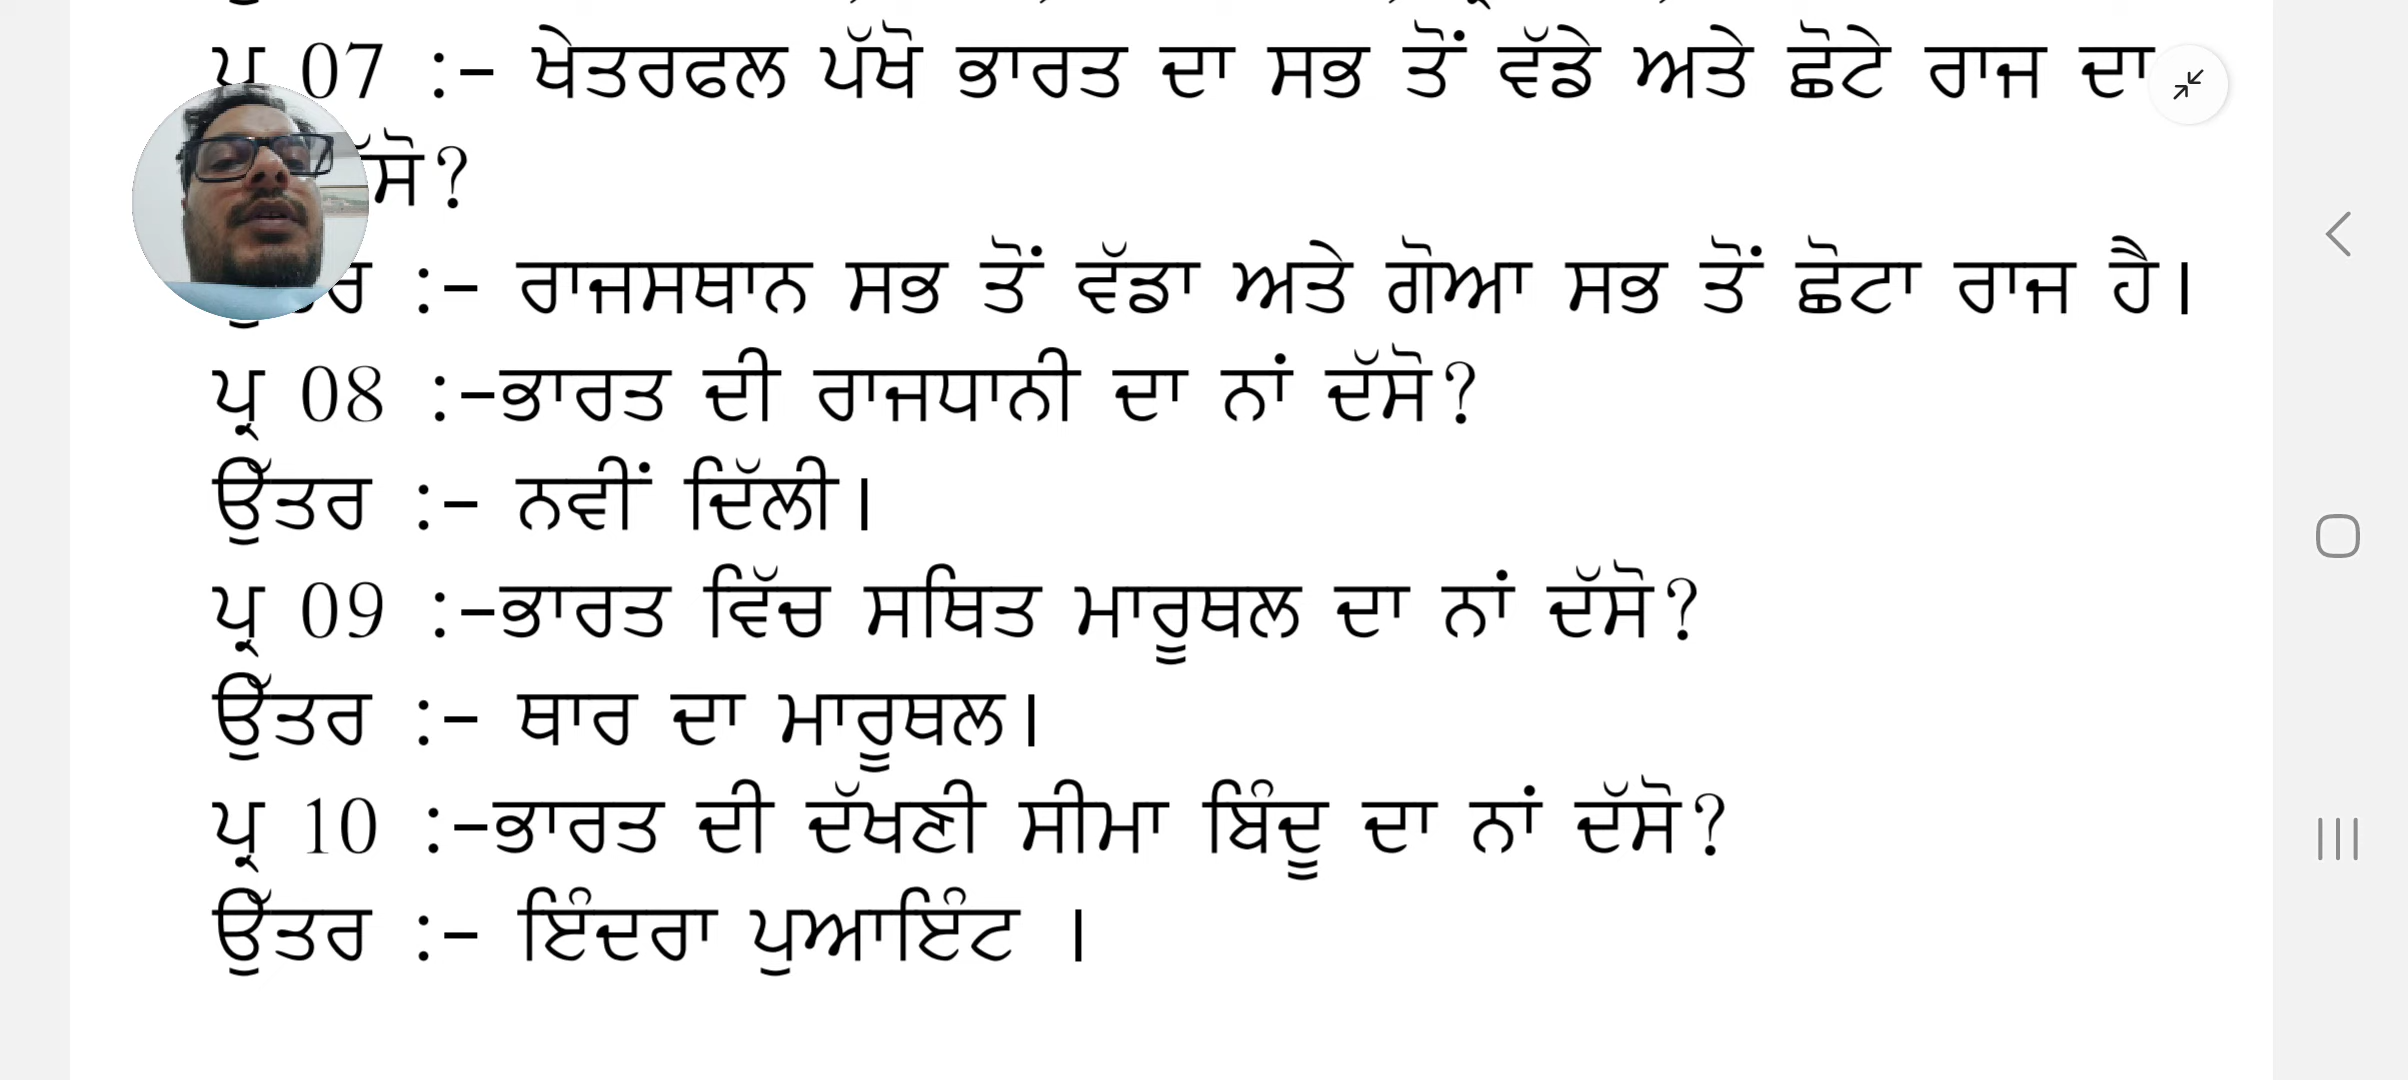 ਪ੍ਰ 07 :- ਖੇਤਰਫਲ ਪੱਖੋ ਭਾਰਤ ਦਾ ਸਭ ਤੋਂ ਵੱਡੇ ਅਤੇ ਛੋਟੇ ਰਾਜ ਦਾ
:- ਰਾਜਸਥਾਨ ਸਭ ਤੋਂ ਵੱਡਾ ਅਤੇ ਗੋਆ ਸਭ ਤੋਂ ਛੋਟਾ ਰਾਜ ਹੈ।
ਪ੍ਰ 08 :-ਭਾਰਤ ਦੀ ਰਾਜਧਾਨੀ ਦਾ ਨਾਂ ਦੱਸੋ?
ਉੱਤਰ :- ਨਵੀਂ ਦਿੱਲੀ।
ਪ੍ਰ 09 :-ਭਾਰਤ ਵਿੱਚ ਸਥਿਤ ਮਾਰੂਥਲ ਦਾ ਨਾਂ ਦੱਸੋ?
ਉੱਤਰ :- ਥਾਰ ਦਾ ਮਾਰੂਥਲ।
ਪ੍ਰ 10 :-ਭਾਰਤ ਦੀ ਦੱਖਣੀ ਸੀਮਾ ਬਿੰਦੂ ਦਾ ਨਾਂ ਦੱਸੋ?
ਉੱਤਰ :- ਇੰਦਰਾ ਪੁਆਇੰਟ ।